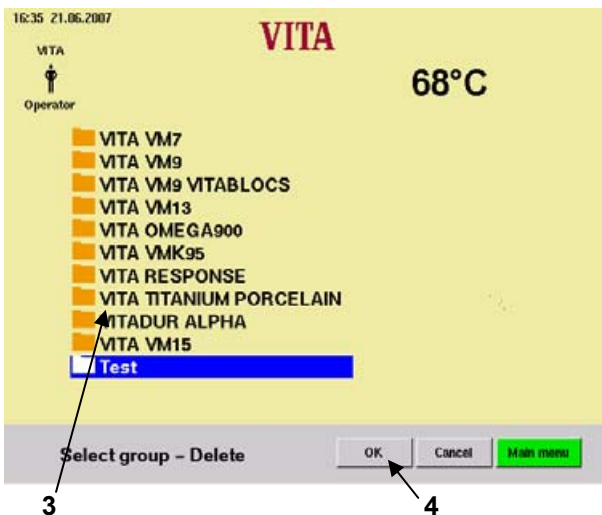 16:35 21.06.2007
VITA
VITA
68°C
Operator
VITA VM7
VITA VM9
VITA VM9 VITABLOCS
VITA VM13
VITA OMEGA900
VITA VMK95
VITA RESPONSE
VITA TITANIUM PORCELAIN
VITADUR ALPHA
VITA VM15
Test
Select group – Delete
OK
Cancel
Main menu
3
4